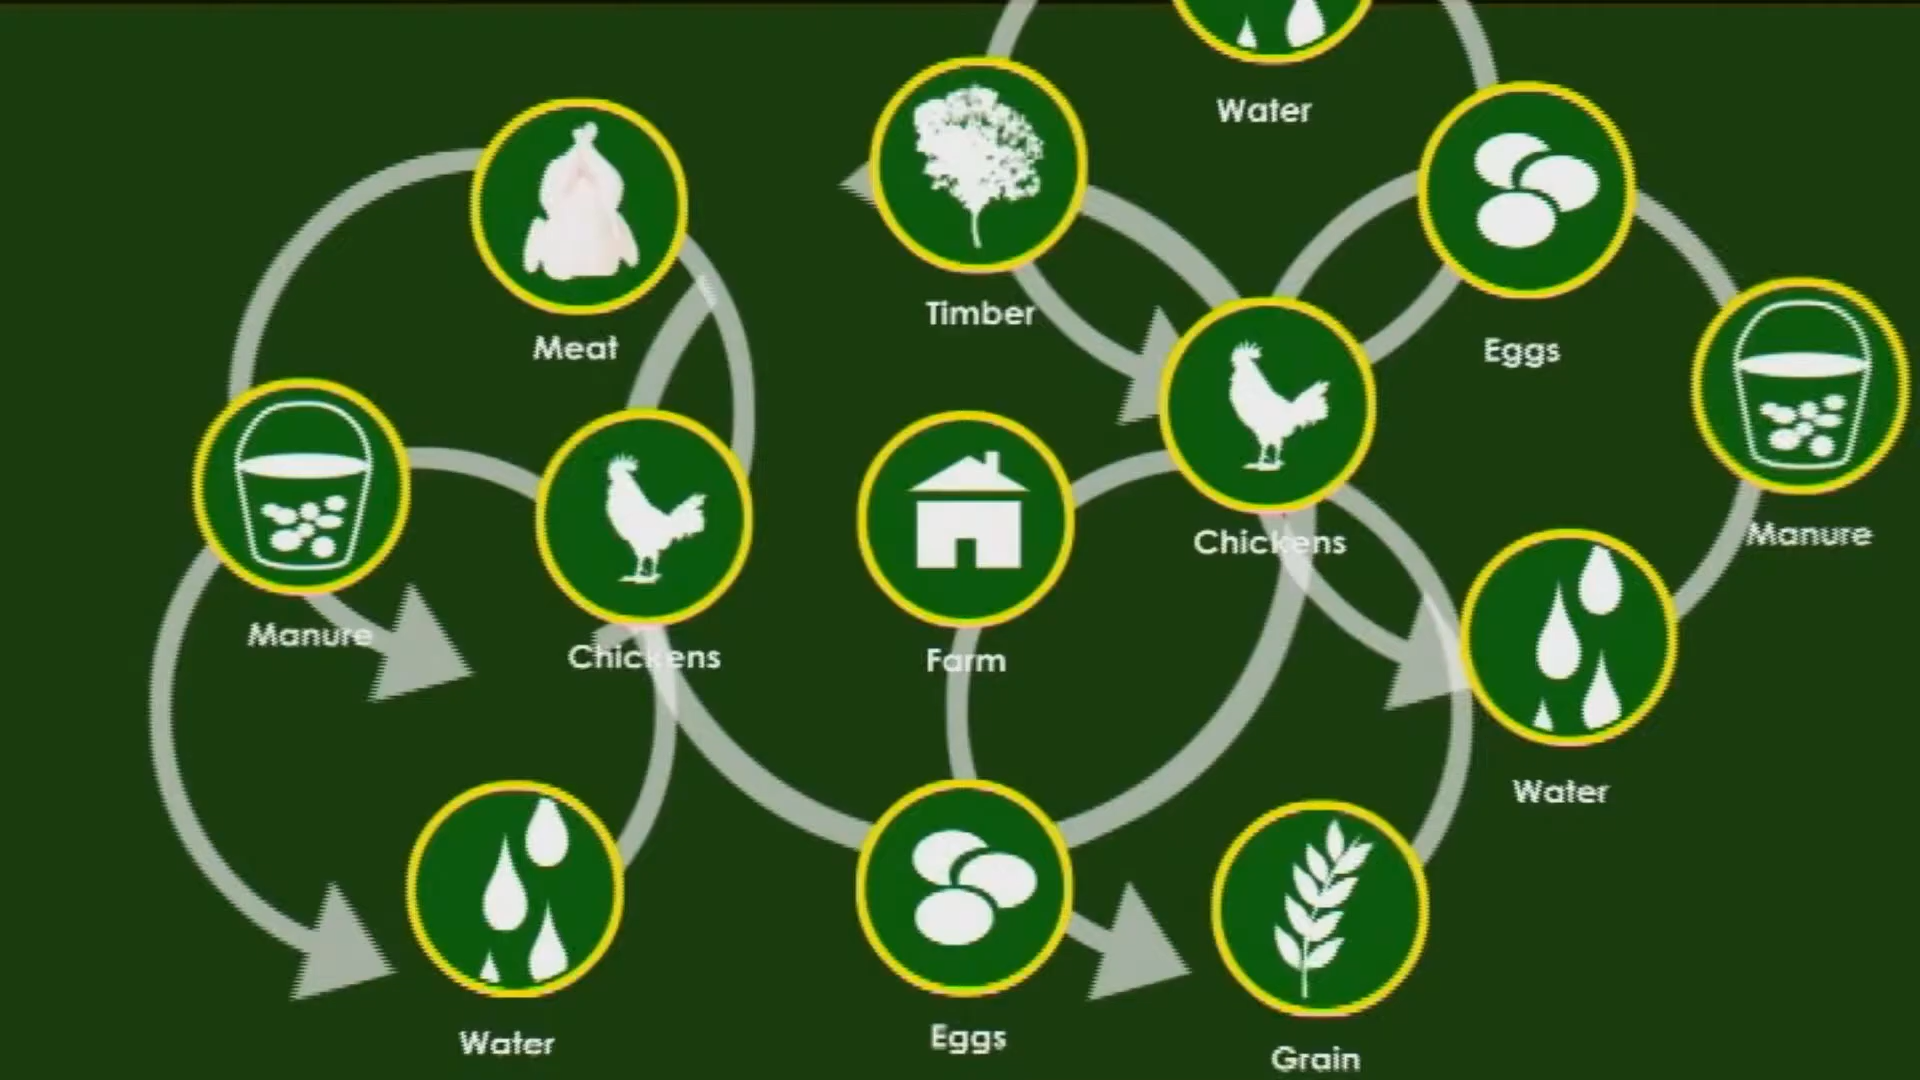 Water
Timber
Meat
Eggs
Chickens
Manure
Manure
Chickens
Farm
Water
Water
Eggs
Grain